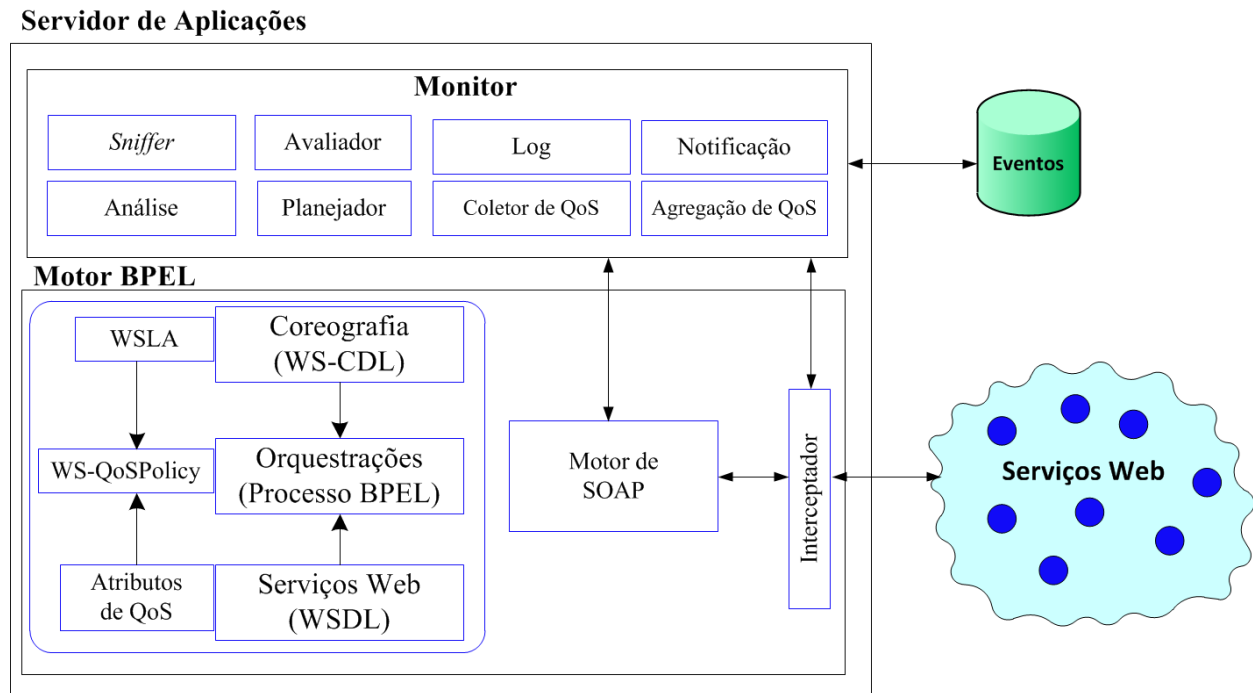 Servidor de Aplicações
Monitor
Sniffer
Avaliador
Log
Notificação
Análise
Planejador
Coletor de QoS
Agregação de QoS
Eventos
Motor BPEL
WSLA
Coreografia
(WS-CDL)
WS-QoSPolicy
Orquestrações
(Processo BPEL)
Atributos
de QoS
Serviços Web
(WSDL)
Motor de
SOAP
Interceptador
Serviços Web